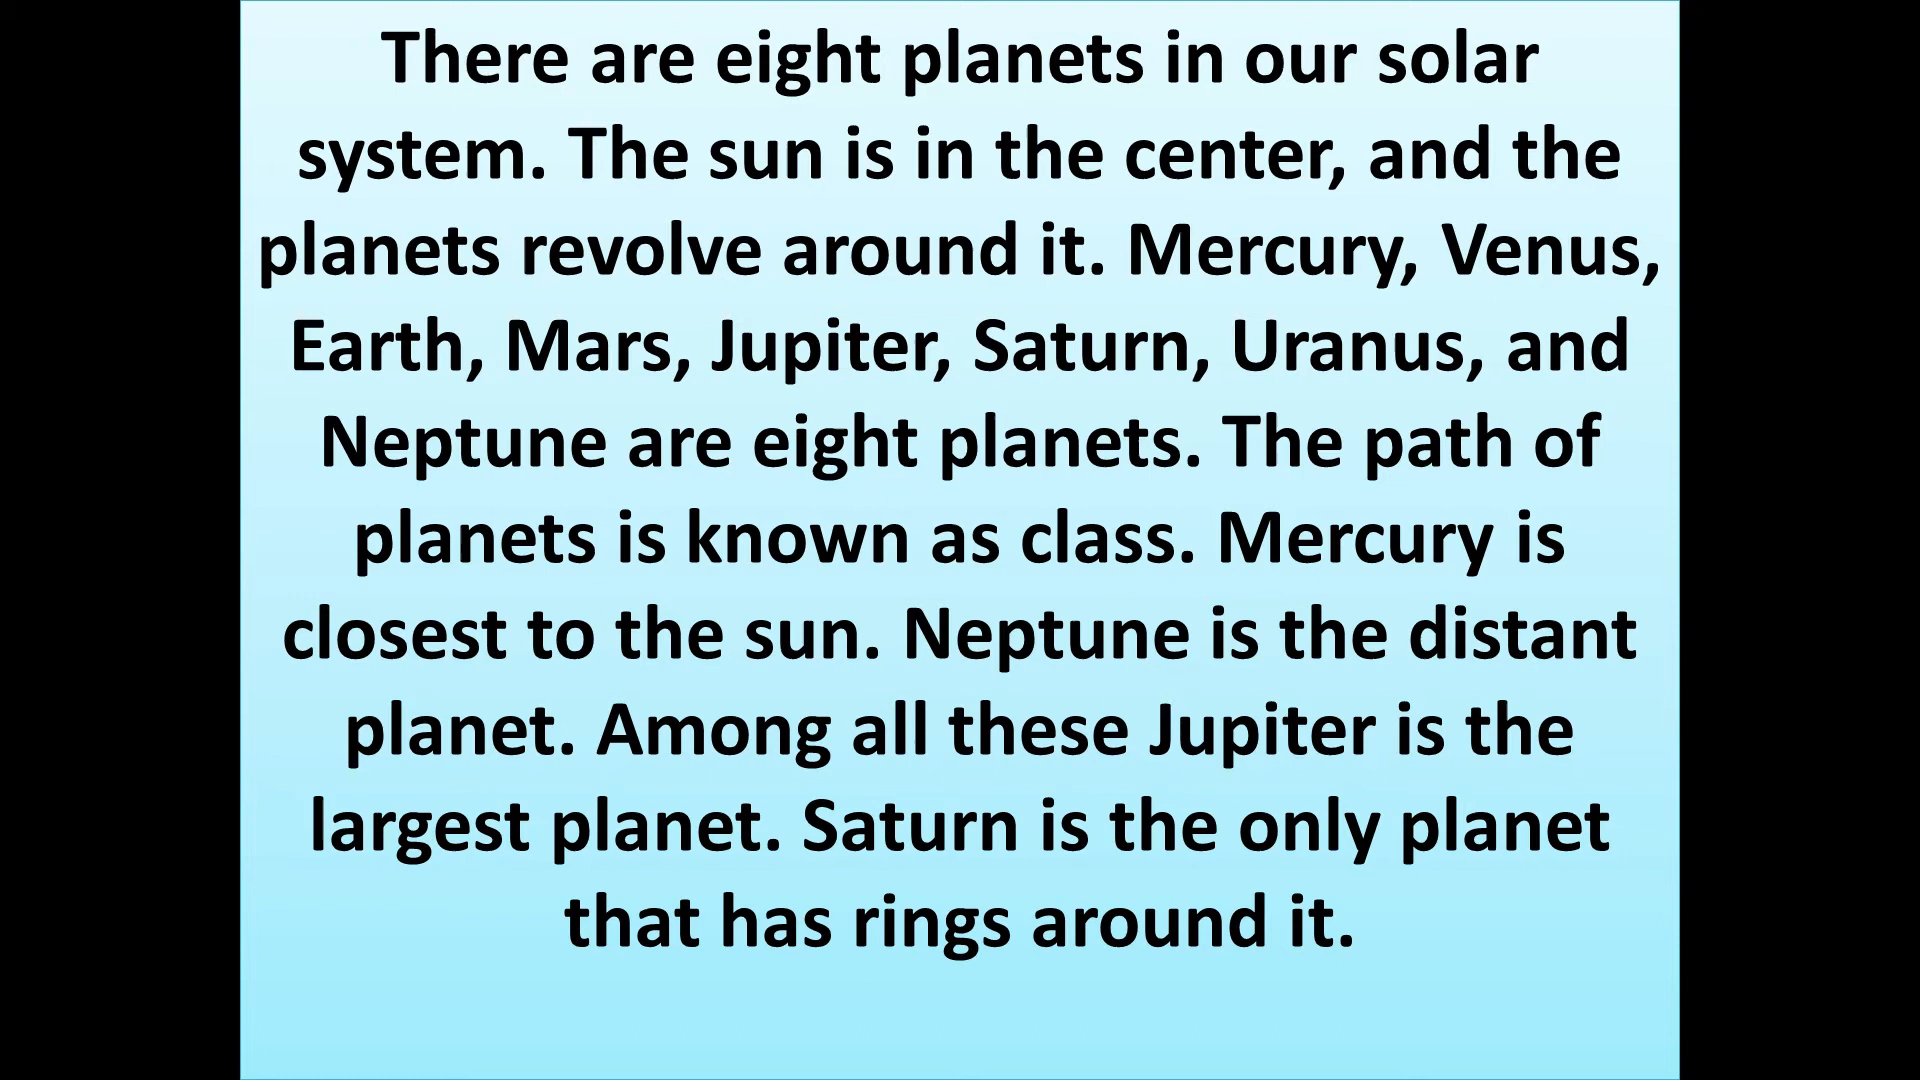 There are eight planets in our solar
system. The sun is in the center, and the
planets revolve around it. Mercury, Venus,
Earth, Mars, Jupiter, Saturn, Uranus, and
Neptune are eight planets. The path of
planets is known as class. Mercury is
closest to the sun. Neptune is the distant
planet. Among all these Jupiter is the
largest planet. Saturn is the only planet
that has rings around it.